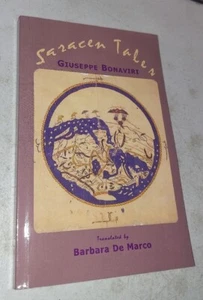 Saracen Tales
GIUSEPPE BONAVIRI
Translated by
Barbara De Marco